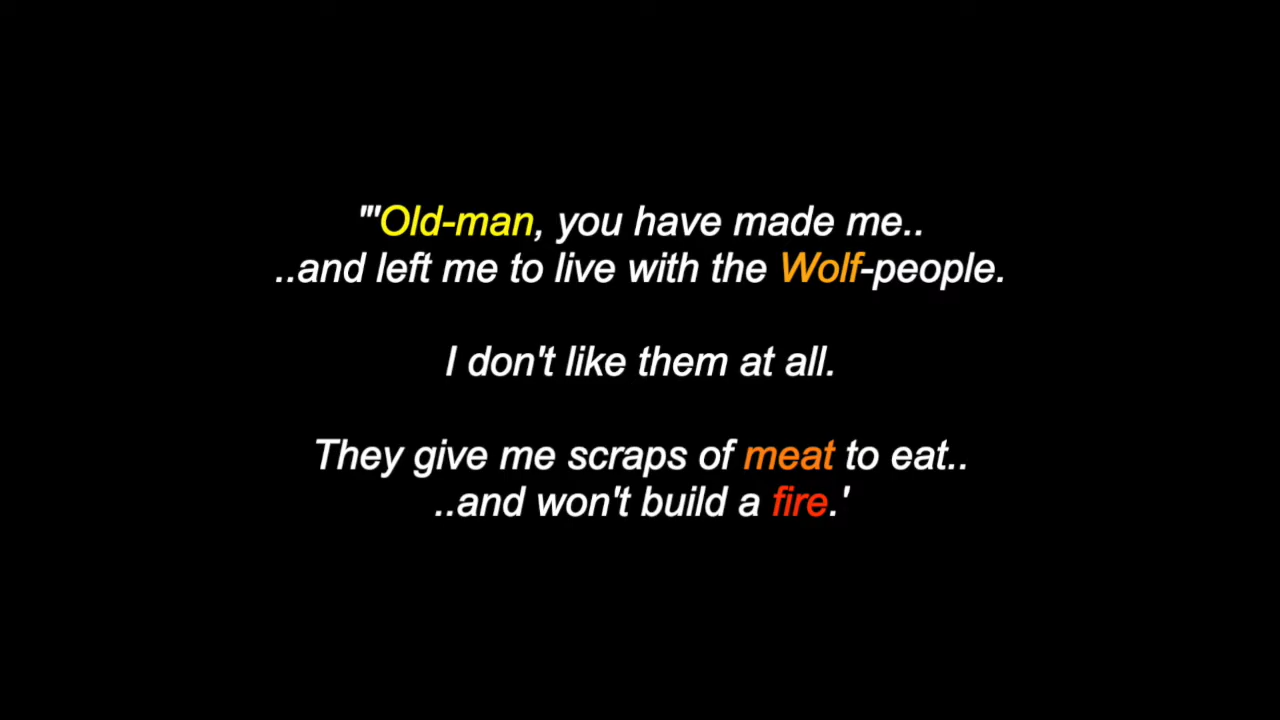 "'Old-man, you have made me..
..and left me to live with the Wolf-people.
I don't like them at all.
They give me scraps of meat to eat..
..and won't build a fire.'